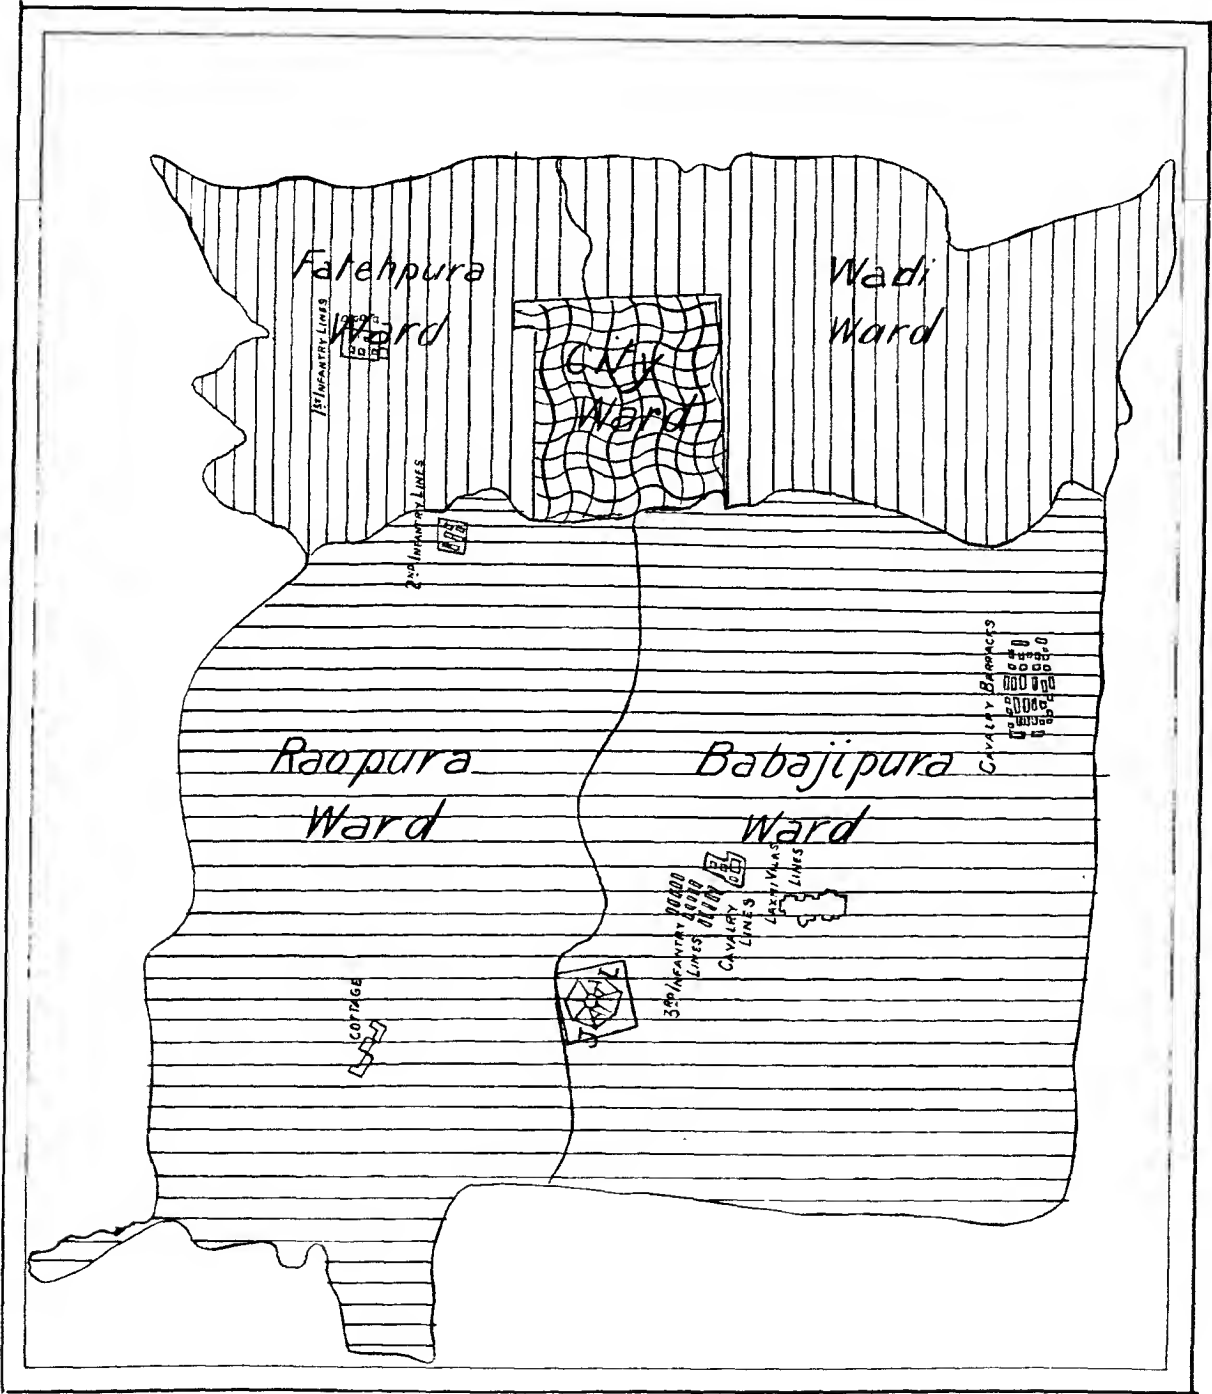 Fatehpura
Ward
1ST INFANTRY LINES
Wadi
Ward
City
Ward
2ND INFANTRY LINES
CAVALRY BARRACKS
Raopura
Ward
Babajipura
Ward
LAXMI VILAS
LINES
3RD INFANTRY
LINES
CAVALRY
LINES
COTTAGE
J L